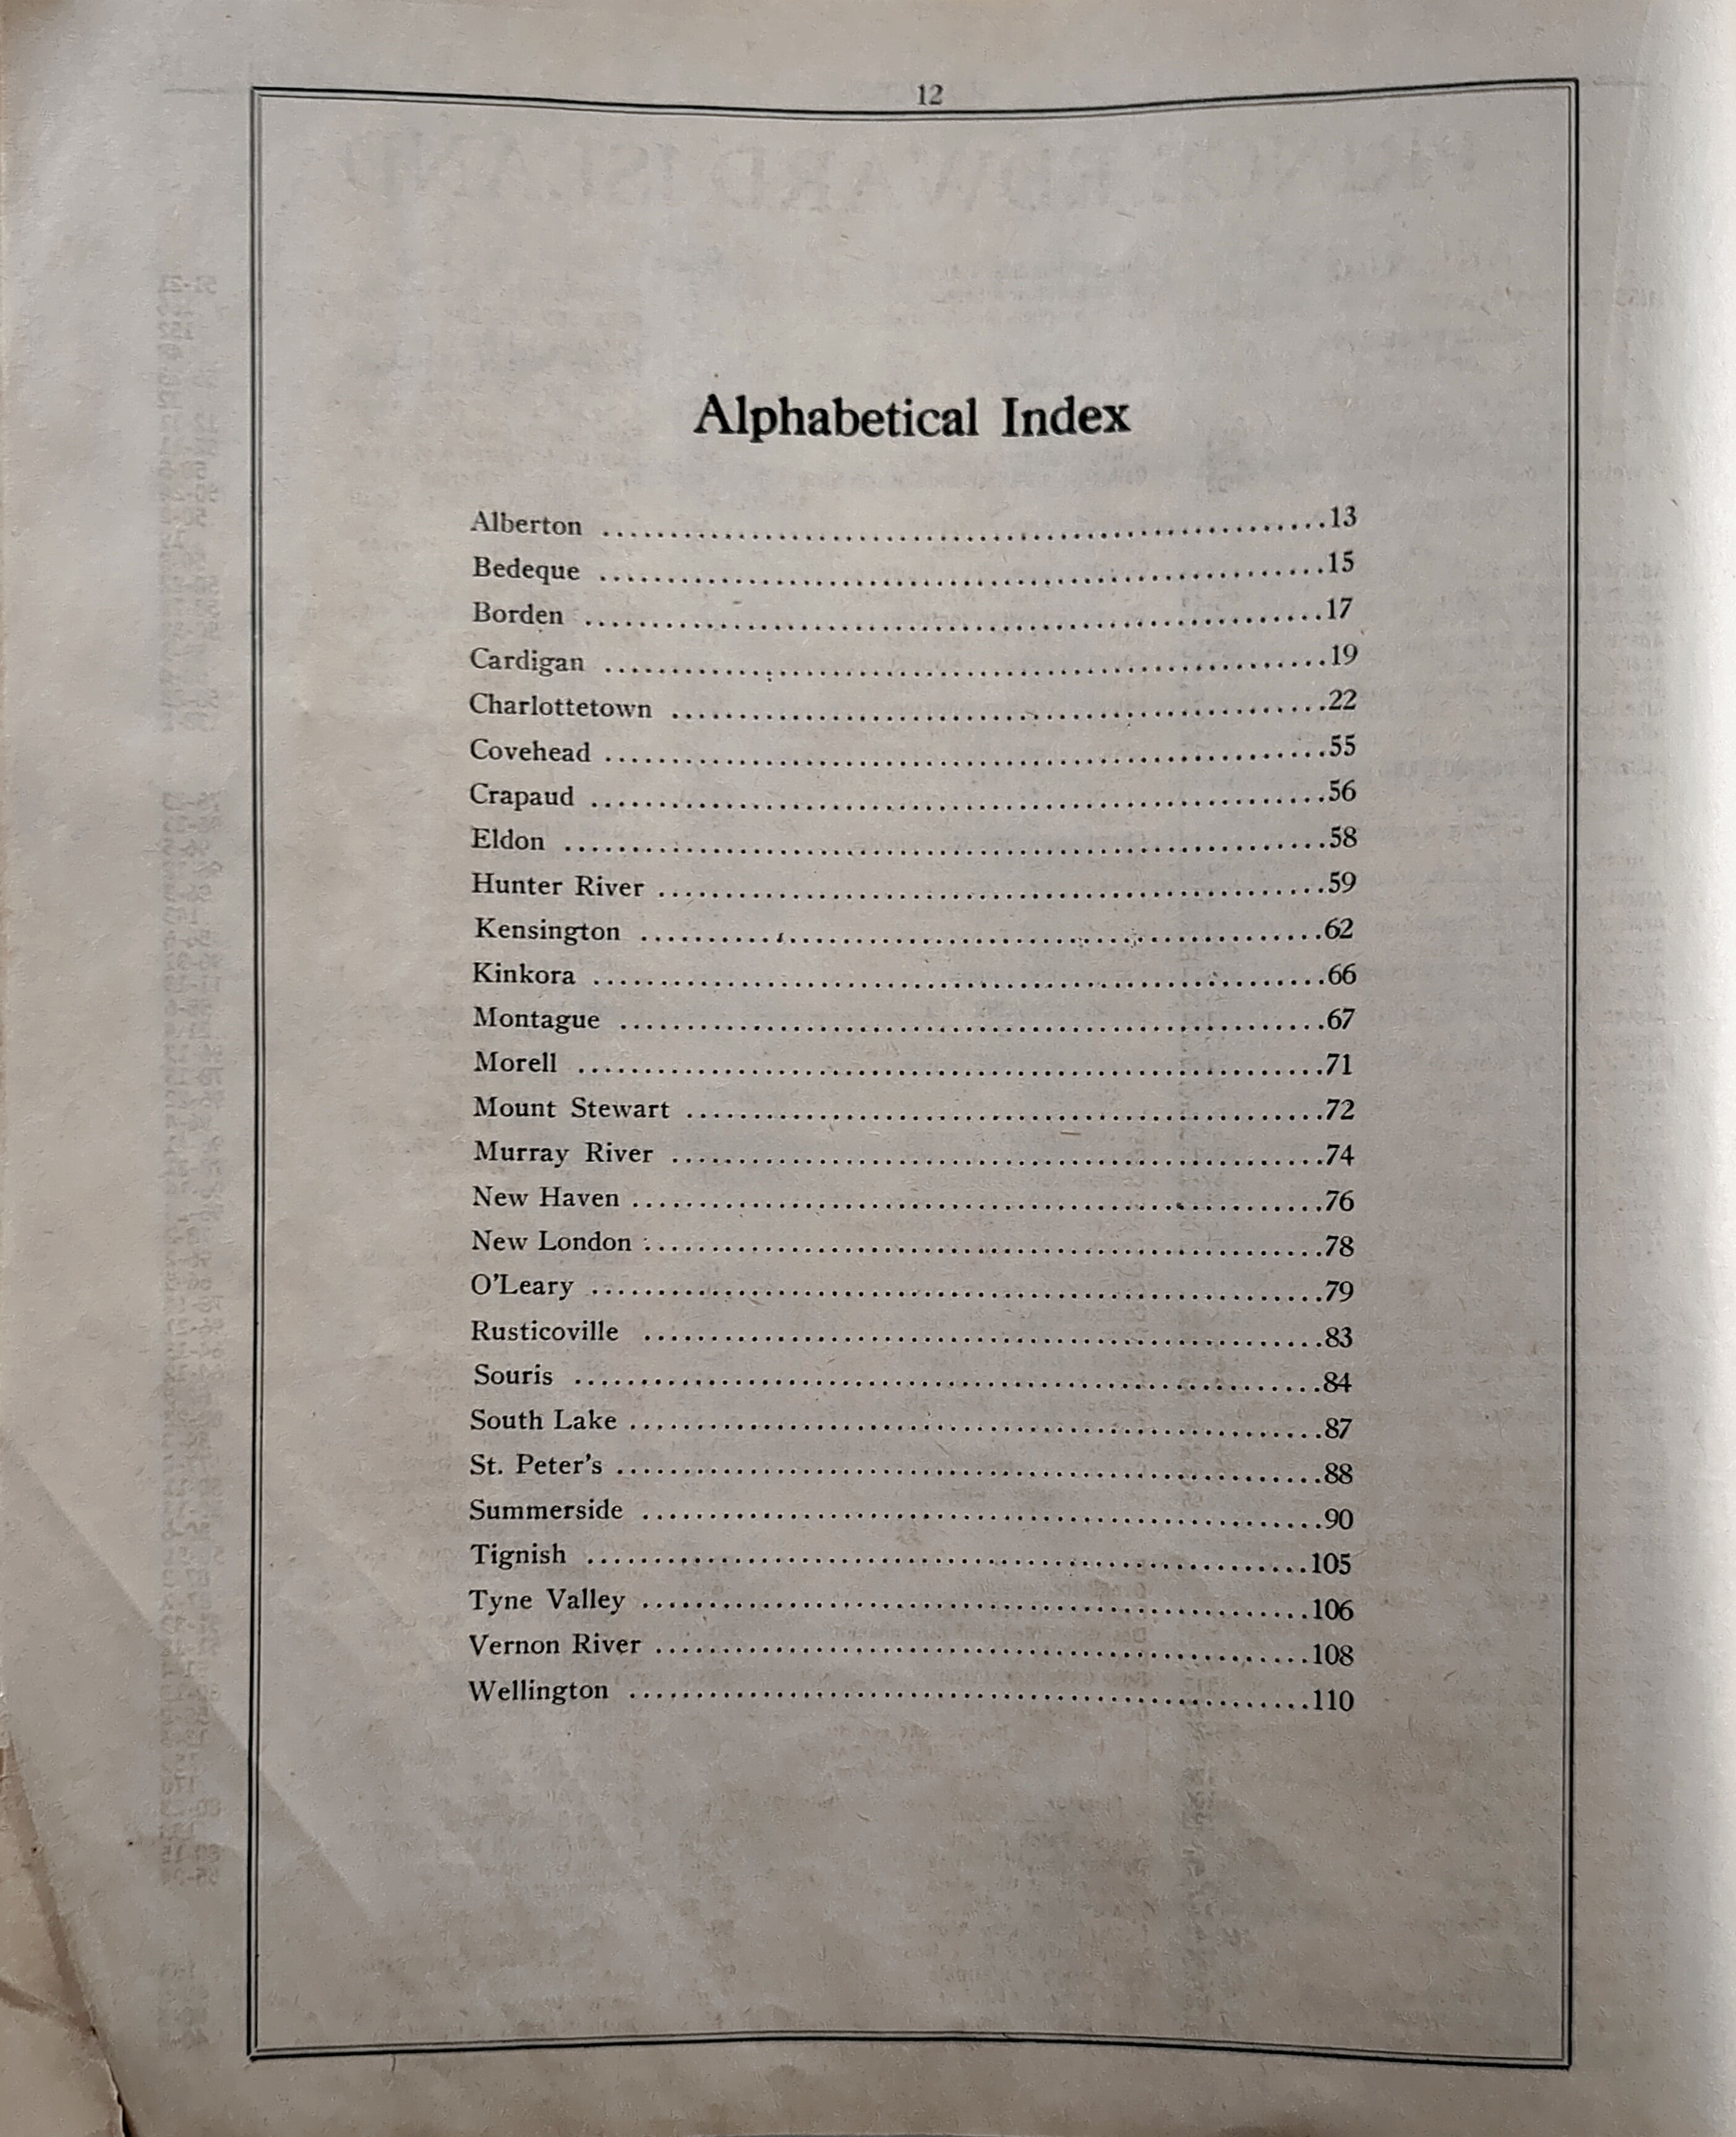 12
Alphabetical Index
Alberton ..........................................................13
Bedeque ..........................................................15
Borden ..........................................................17
Cardigan ..........................................................19
Charlottetown ..........................................................22
Covehead ..........................................................55
Crapaud ..........................................................56
Eldon ..........................................................58
Hunter River ..........................................................59
Kensington ..........................................................62
Kinkora ..........................................................66
Montague ..........................................................67
Morell ..........................................................71
Mount Stewart ..........................................................72
Murray River ..........................................................74
New Haven ..........................................................76
New London ..........................................................78
O'Leary ..........................................................79
Rusticoville ..........................................................83
Souris ..........................................................84
South Lake ..........................................................87
St. Peter's ..........................................................88
Summerside ..........................................................90
Tignish ..........................................................105
Tyne Valley ..........................................................106
Vernon River ..........................................................108
Wellington ..........................................................110